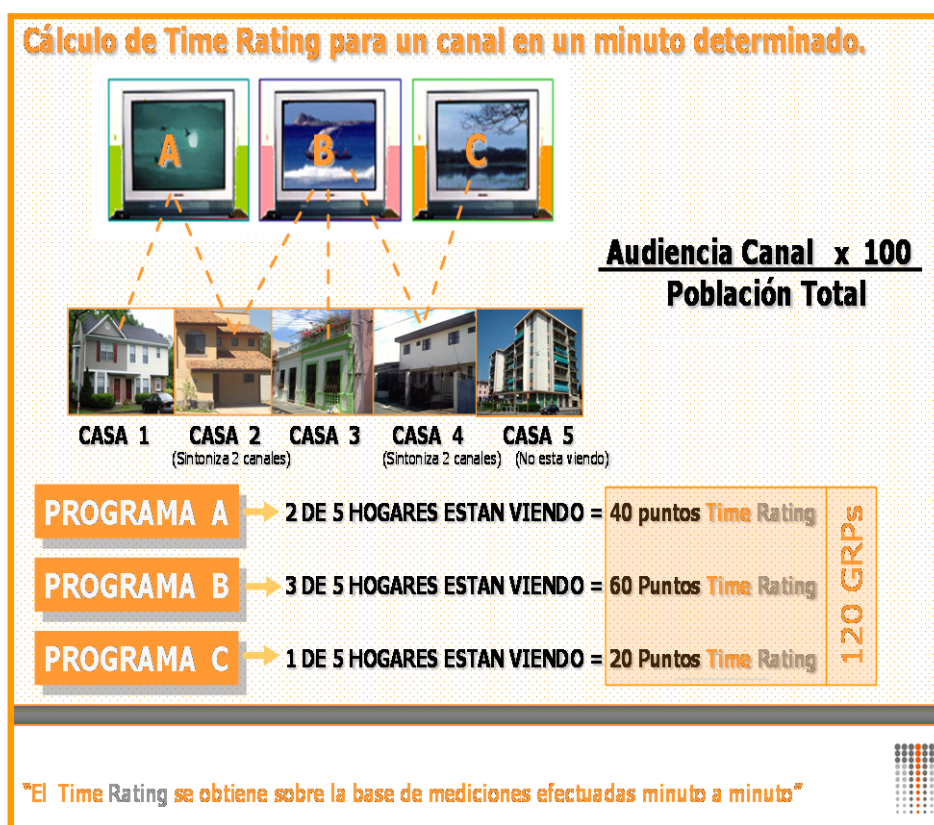 Cálculo de Time Rating para un canal en un minuto determinado.
A B C
Audiencia Canal x 100
Población Total
CASA 1 CASA 2 CASA 3 CASA 4 CASA 5
(Sintoniza 2 canales) (Sintoniza 2 canales) (No esta viendo)
PROGRAMA A 2 DE 5 HOGARES ESTAN VIENDO = 40 puntos Time Rating
PROGRAMA B 3 DE 5 HOGARES ESTAN VIENDO = 60 Puntos Time Rating
PROGRAMA C 1 DE 5 HOGARES ESTAN VIENDO = 20 Puntos Time Rating
120 GRPs
"El Time Rating se obtiene sobre la base de mediciones efectuadas minuto a minuto"